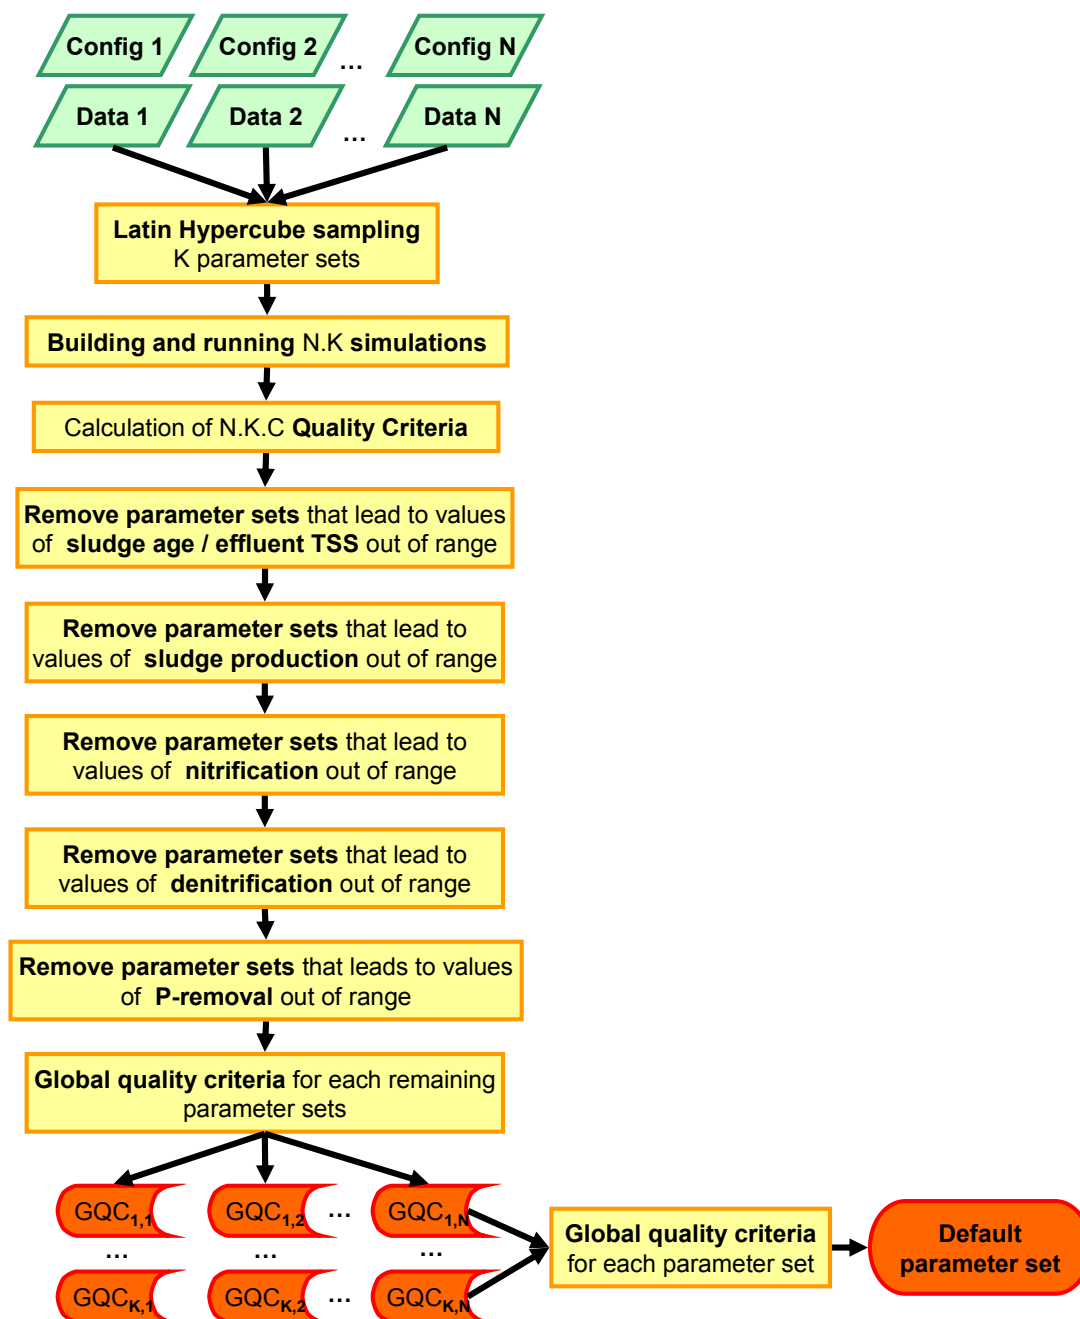 Config 1 Config 2 ... Config N
Data 1 Data 2 ... Data N
Latin Hypercube sampling
K parameter sets
Building and running N.K simulations
Calculation of N.K.C Quality Criteria
Remove parameter sets that lead to values
of sludge age / effluent TSS out of range
Remove parameter sets that lead to
values of sludge production out of range
Remove parameter sets that lead to
values of nitrification out of range
Remove parameter sets that lead to
values of denitrification out of range
Remove parameter sets that leads to values
of P-removal out of range
Global quality criteria for each remaining
parameter sets
GQC1,1 GQC1,2 ... GQC1,N
... ... ...
GQCK,1 GQCK,2 ... GQCK,N
Global quality criteria
for each parameter set
Default
parameter set